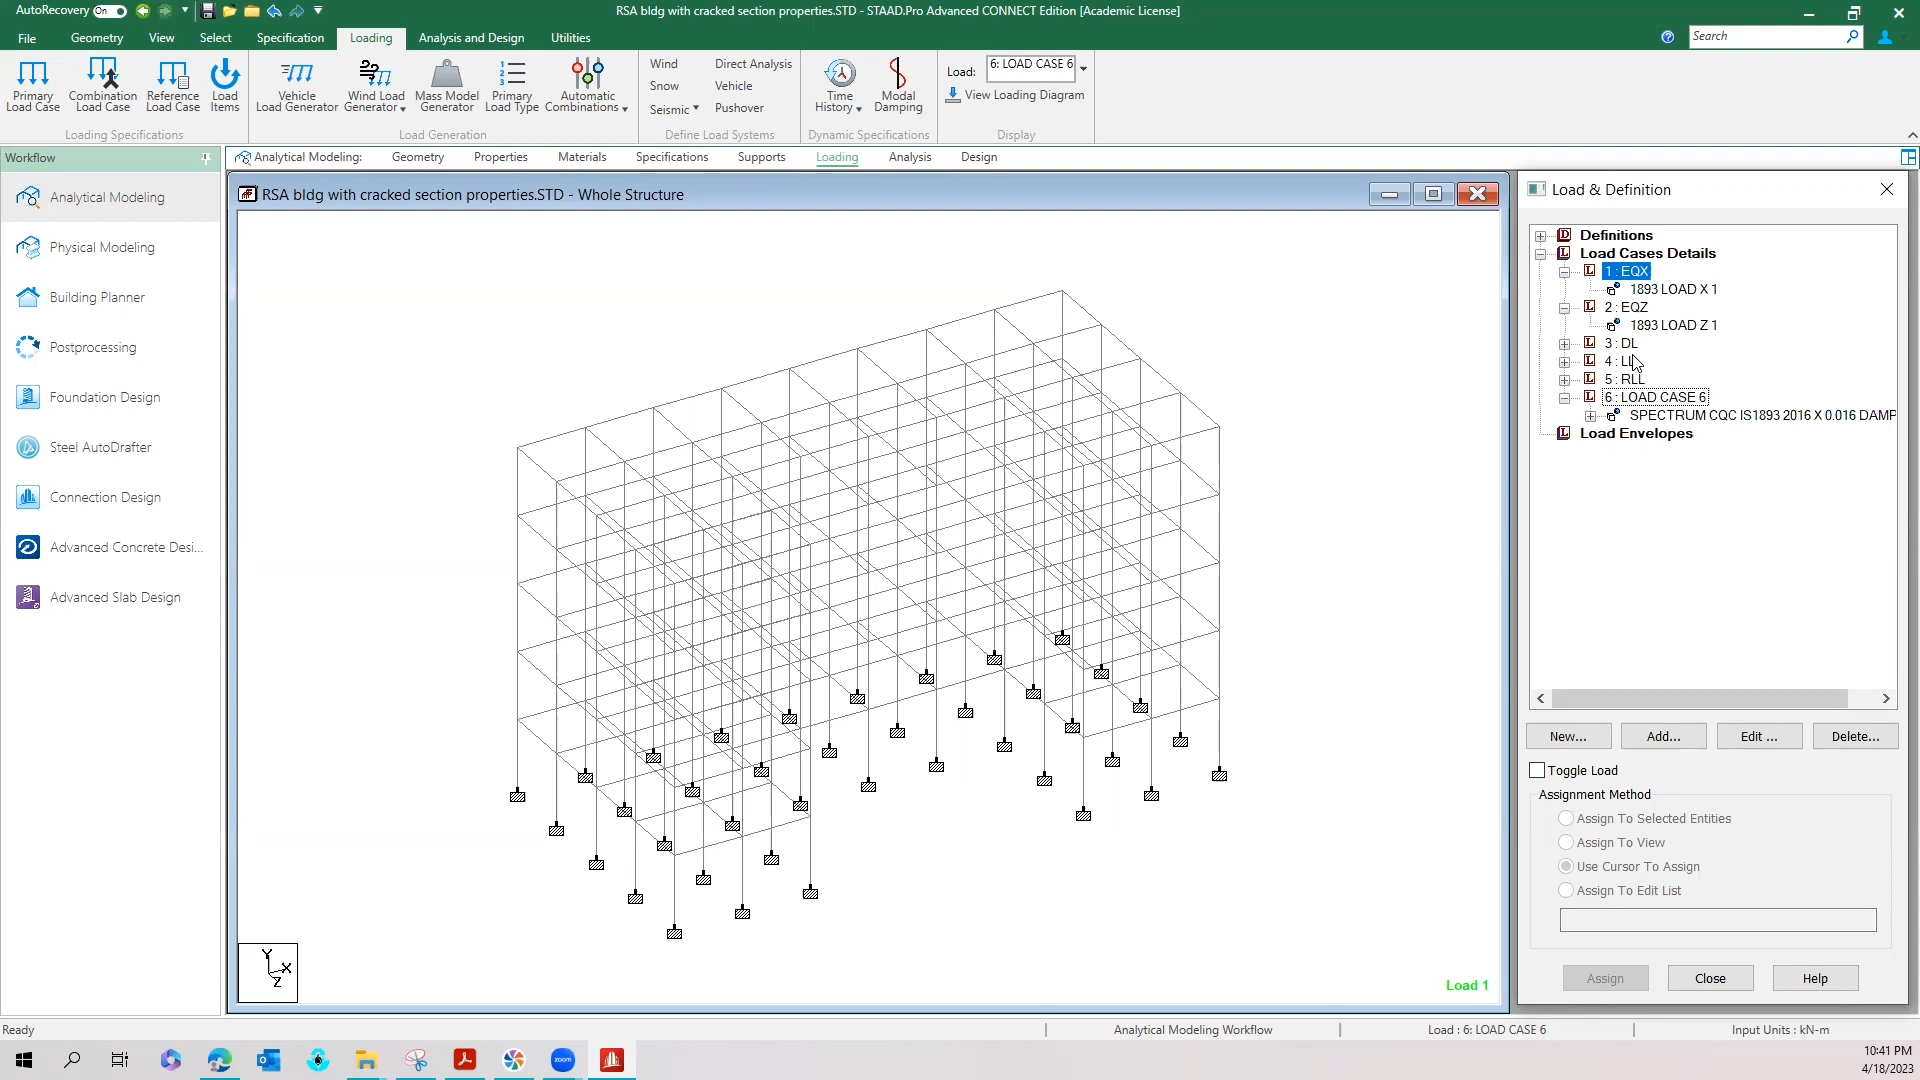 AutoRecovery On
RSA bldg with cracked section properties.STD - STAAD.Pro Advanced CONNECT Edition [Academic License]
File Geometry View Select Specification Loading Analysis and Design Utilities
Search
Primary Load Case
Combination Load Case
Reference Load Case
Load Items
Loading Specifications
Vehicle Load Generator
Wind Load Generator
Mass Model Generator
Primary Load Type
Automatic Combinations
Load Generation
Wind
Snow
Seismic
Direct Analysis
Vehicle
Pushover
Define Load Systems
Time History
Modal Damping
Dynamic Specifications
Load: 6: LOAD CASE 6
View Loading Diagram
Display
Workflow
Analytical Modeling: Geometry Properties Materials Specifications Supports Loading Analysis Design
Analytical Modeling
Physical Modeling
Building Planner
Postprocessing
Foundation Design
Steel AutoDrafter
Connection Design
Advanced Concrete Desi...
Advanced Slab Design
RSA bldg with cracked section properties.STD - Whole Structure
Y
X
Z
Load 1
Load & Definition
Definitions
Load Cases Details
1 : EQX
1893 LOAD X 1
2 : EQZ
1893 LOAD Z 1
3 : DL
4 : LL
5 : RLL
6 : LOAD CASE 6
SPECTRUM CQC IS1893 2016 X 0.016 DAMP
Load Envelopes
New... Add... Edit ... Delete...
Toggle Load
Assignment Method
Assign To Selected Entities
Assign To View
Use Cursor To Assign
Assign To Edit List
Assign Close Help
Ready
Analytical Modeling Workflow
Load : 6: LOAD CASE 6
Input Units : kN-m
zoom
10:41 PM
4/18/2023